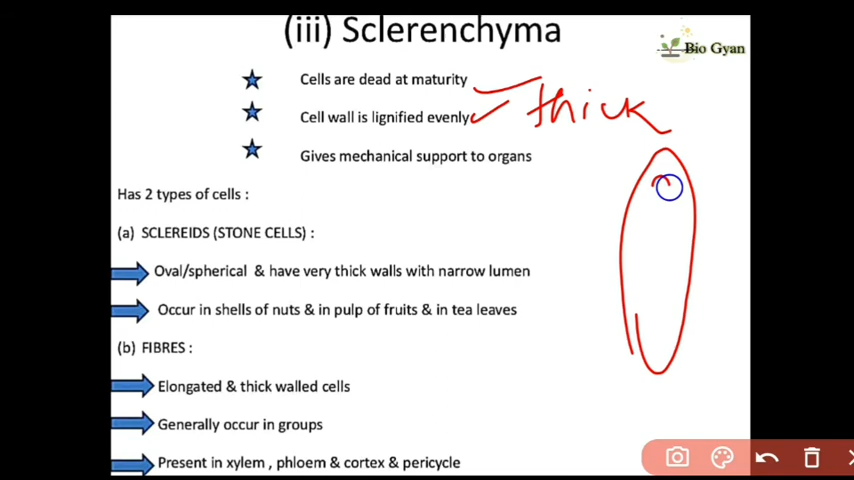 (iii) Sclerenchyma
Bio Gyan
Cells are dead at maturity
thick
Cell wall is lignified evenly
Gives mechanical support to organs
Has 2 types of cells :
(a) SCLEREIDS (STONE CELLS) :
Oval/spherical & have very thick walls with narrow lumen
Occur in shells of nuts & in pulp of fruits & in tea leaves
(b) FIBRES :
Elongated & thick walled cells
Generally occur in groups
Present in xylem , phloem & cortex & pericycle